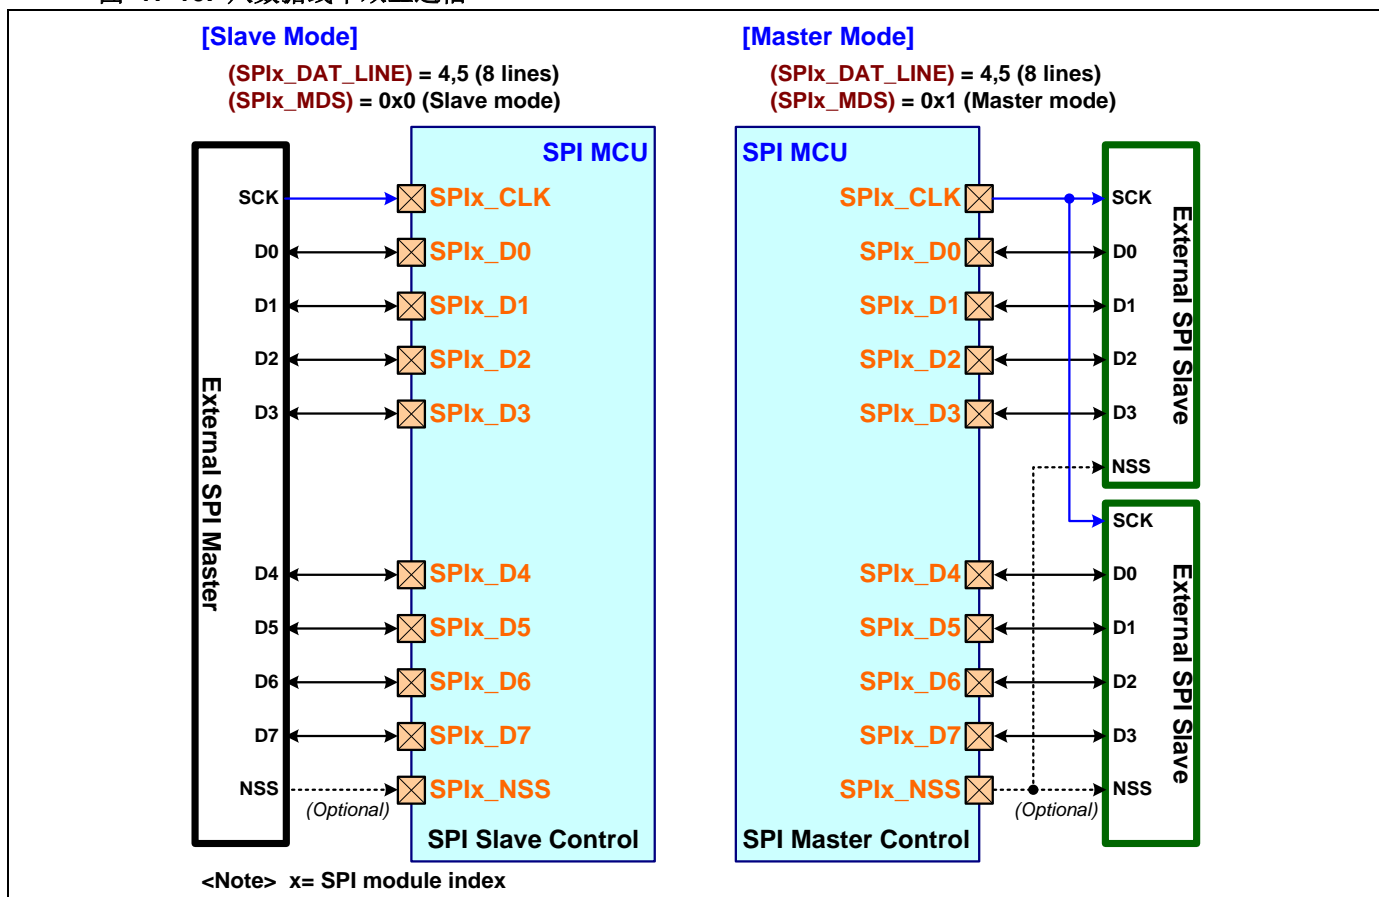 [Slave Mode]
(SPIx_DAT_LINE) = 4,5 (8 lines)
(SPIx_MDS) = 0x0 (Slave mode)
External SPI Master
SCK
D0
D1
D2
D3
D4
D5
D6
D7
NSS
(Optional)
SPI MCU
SPIx_CLK
SPIx_D0
SPIx_D1
SPIx_D2
SPIx_D3
SPIx_D4
SPIx_D5
SPIx_D6
SPIx_D7
SPIx_NSS
SPI Slave Control
[Master Mode]
(SPIx_DAT_LINE) = 4,5 (8 lines)
(SPIx_MDS) = 0x1 (Master mode)
SPI MCU
SPIx_CLK
SPIx_D0
SPIx_D1
SPIx_D2
SPIx_D3
SPIx_D4
SPIx_D5
SPIx_D6
SPIx_D7
SPIx_NSS
SPI Master Control
(Optional)
SCK
D0
D1
D2
D3
NSS
External SPI Slave
SCK
D0
D1
D2
D3
NSS
External SPI Slave
<Note> x= SPI module index